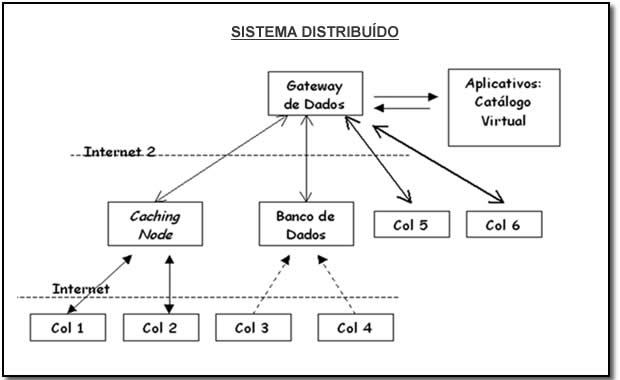 SISTEMA DISTRIBUÍDO
Gateway
de Dados
Aplicativos:
Catálogo
Virtual
Internet 2
Caching
Node
Banco de
Dados
Col 5
Col 6
Internet
Col 1
Col 2
Col 3
Col 4